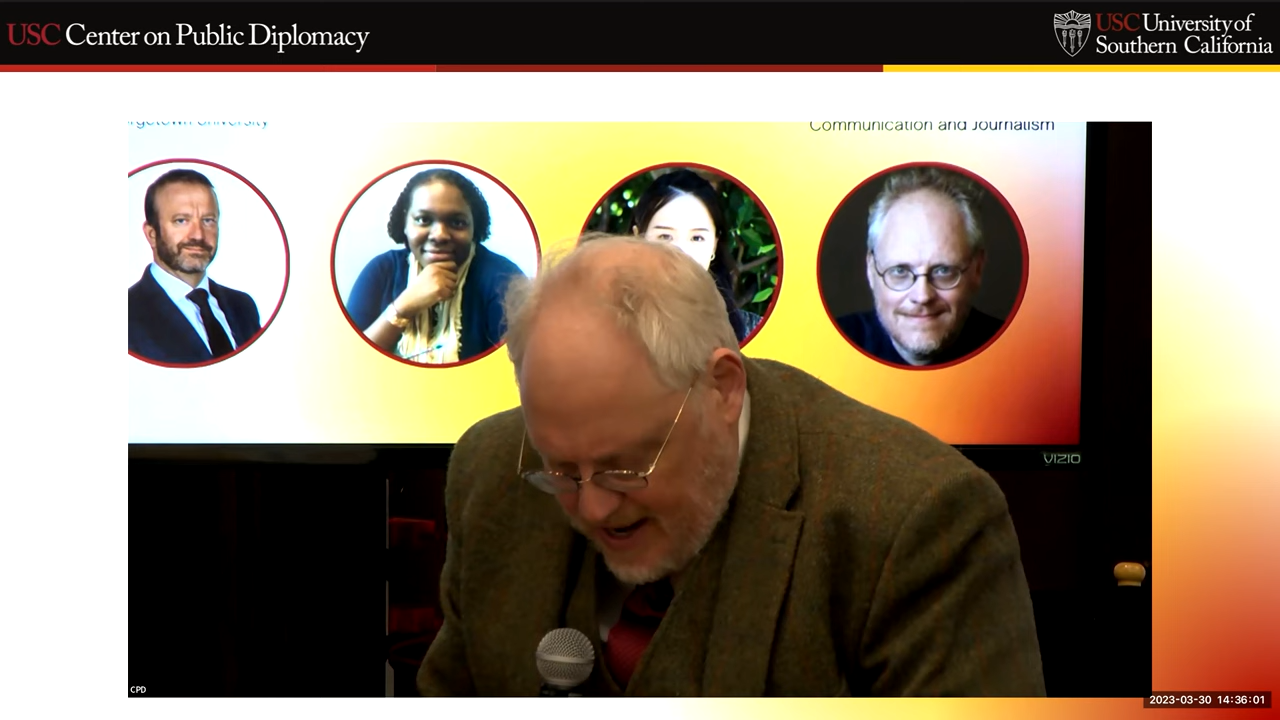 USC Center on Public Diplomacy
USC University of
Southern California
University
Communication and Journalism
VIZIO
CPD
2023-03-30 14:36:01